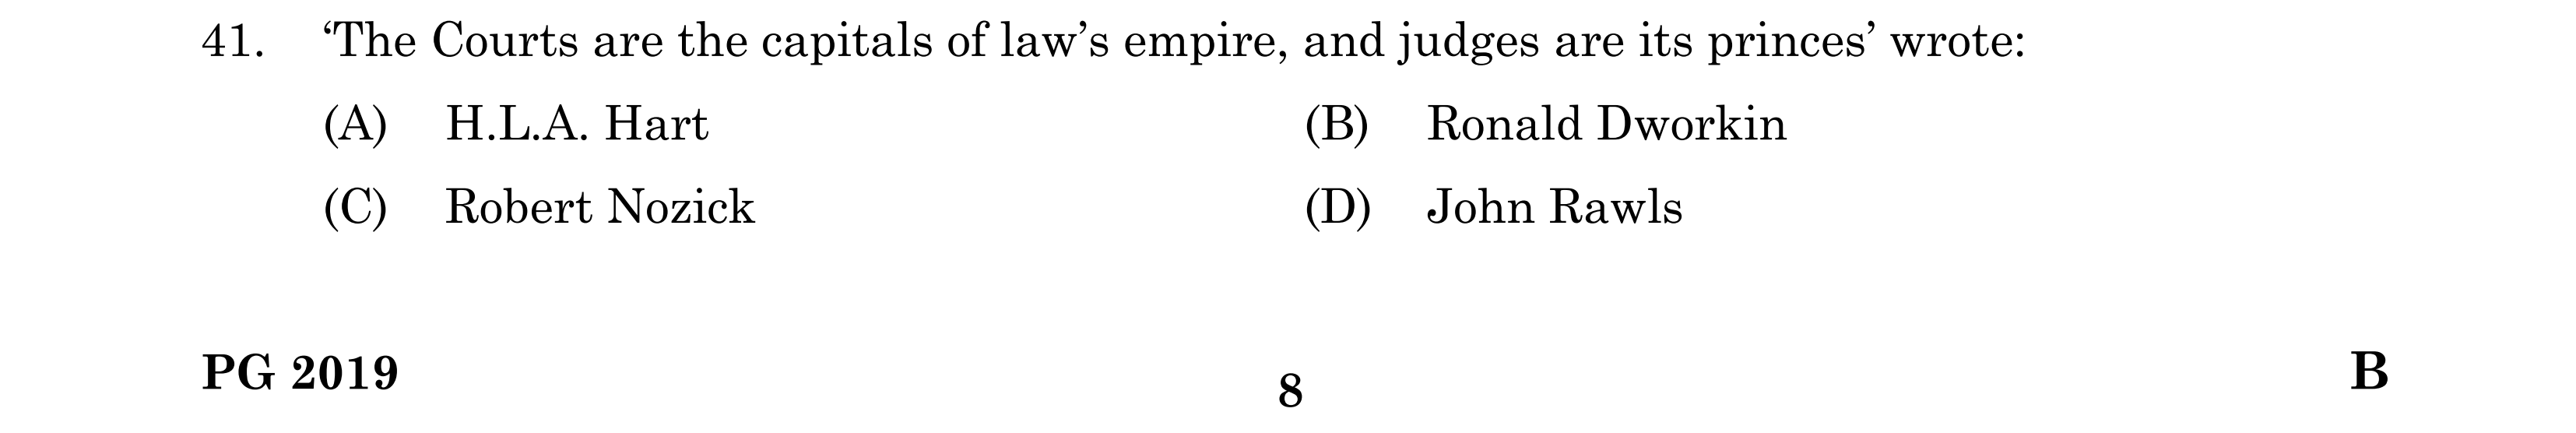 41. ‘The Courts are the capitals of law’s empire, and judges are its princes’ wrote:
(A) H.L.A. Hart (B) Ronald Dworkin
(C) Robert Nozick (D) John Rawls
PG 2019 8 B